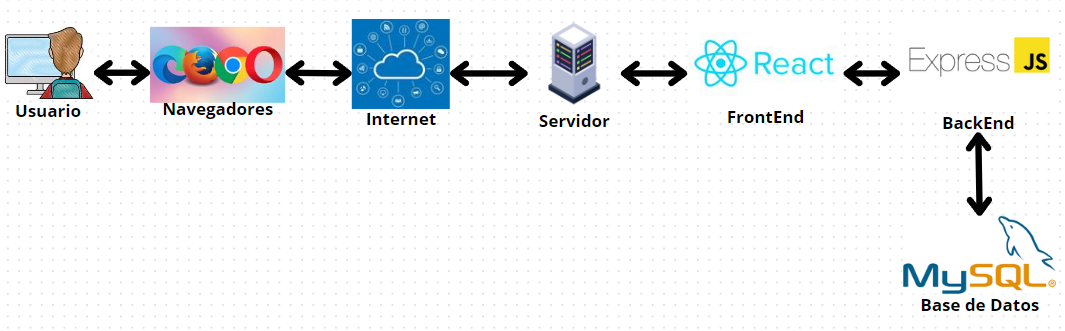 React
Express JS
Usuario
Navegadores
Internet
Servidor
FrontEnd
BackEnd
MySQL®
Base de Datos